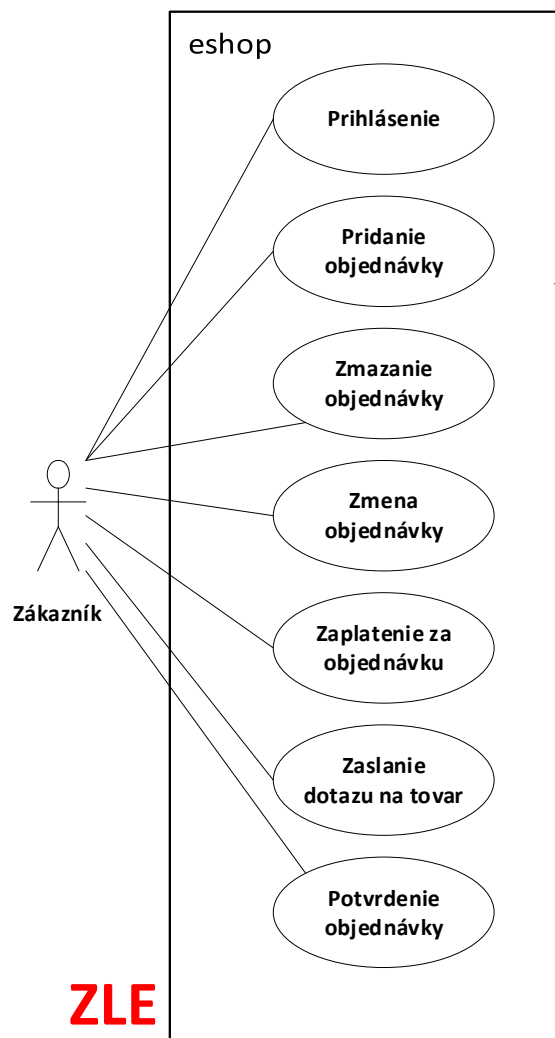 eshop
Prihlásenie
Pridanie
objednávky
Zmazanie
objednávky
Zmena
objednávky
Zákazník
Zaplatenie za
objednávku
Zaslanie
dotazu na tovar
Potvrdenie
objednávky
ZLE